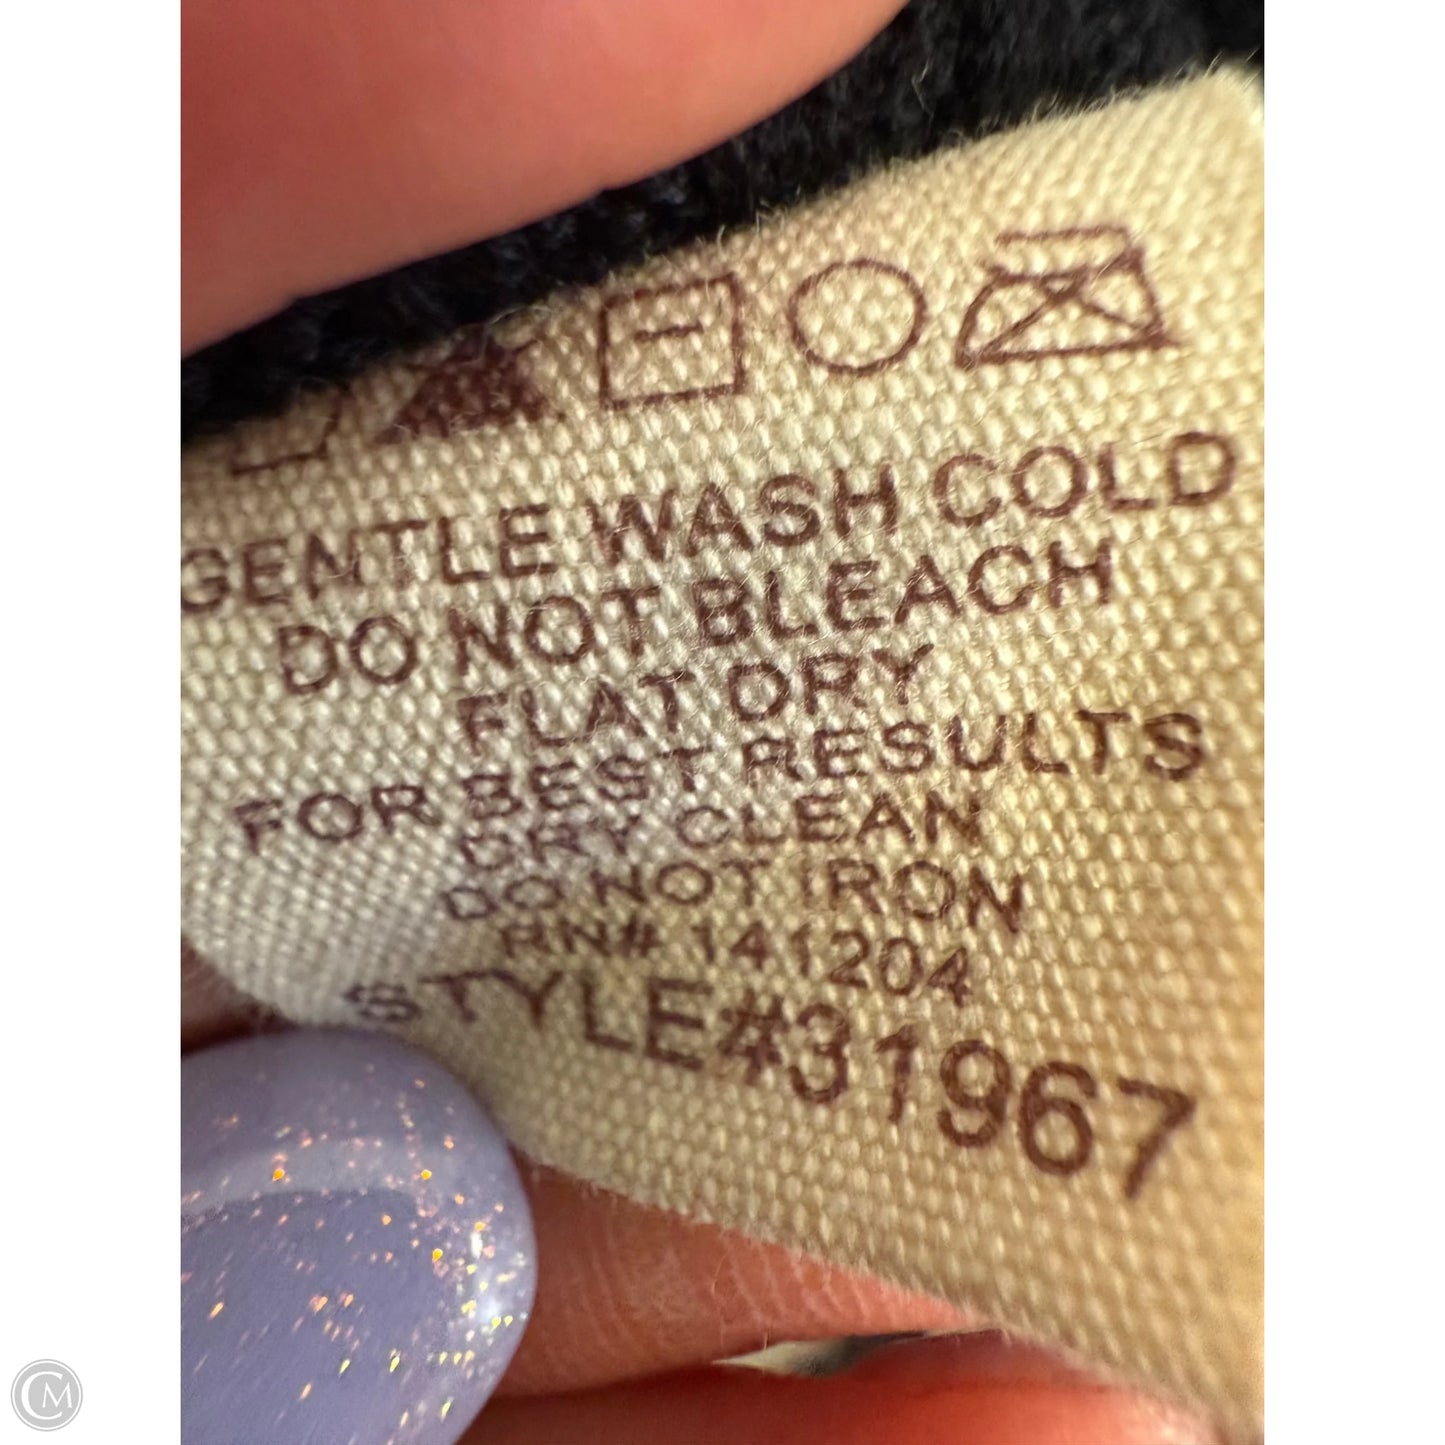 GENTLE WASH COLD
DO NOT BLEACH
FLAT DRY
FOR BEST RESULTS
DRY CLEAN
DO NOT IRON
RN# 141204
STYLE#31967
CM